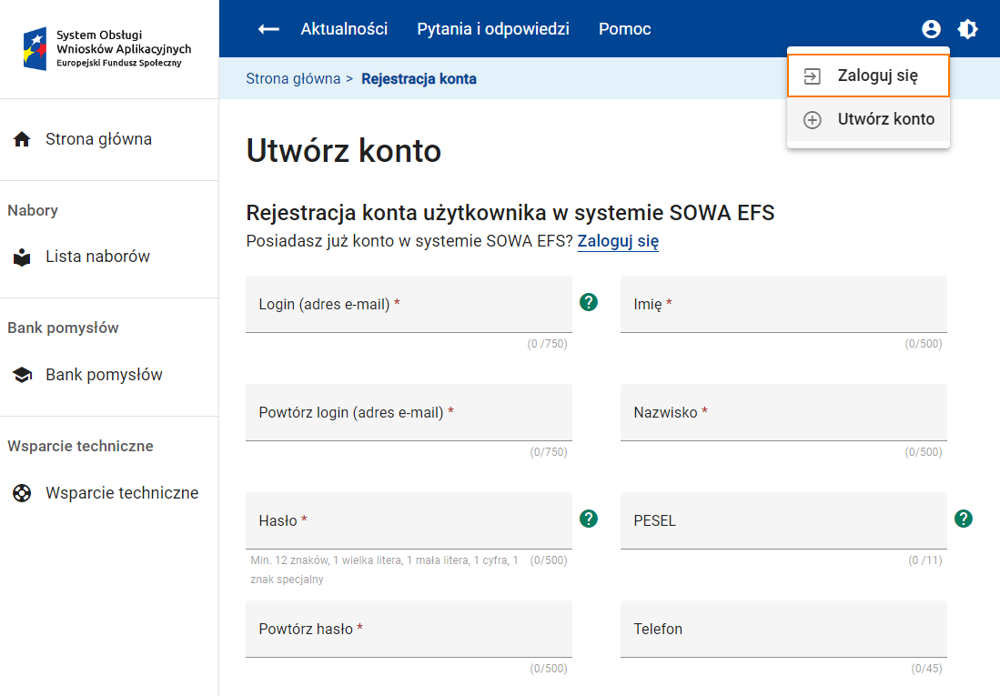 System Obsługi
Wniosków Aplikacyjnych
Europejski Fundusz Społeczny
Aktualności Pytania i odpowiedzi Pomoc
Zaloguj się
Utwórz konto
Strona główna > Rejestracja konta
Strona główna
Nabory
Lista naborów
Bank pomysłów
Bank pomysłów
Wsparcie techniczne
Wsparcie techniczne
Utwórz konto
Rejestracja konta użytkownika w systemie SOWA EFS
Posiadasz już konto w systemie SOWA EFS? Zaloguj się
Login (adres e-mail) * ?
(0 /750)
Imię *
(0/500)
Powtórz login (adres e-mail) *
(0/750)
Nazwisko *
(0/500)
Hasło * ?
Min. 12 znaków, 1 wielka litera, 1 mała litera, 1 cyfra, 1 (0/500)
znak specjalny
PESEL ?
(0 /11)
Powtórz hasło *
(0/500)
Telefon
(0/45)